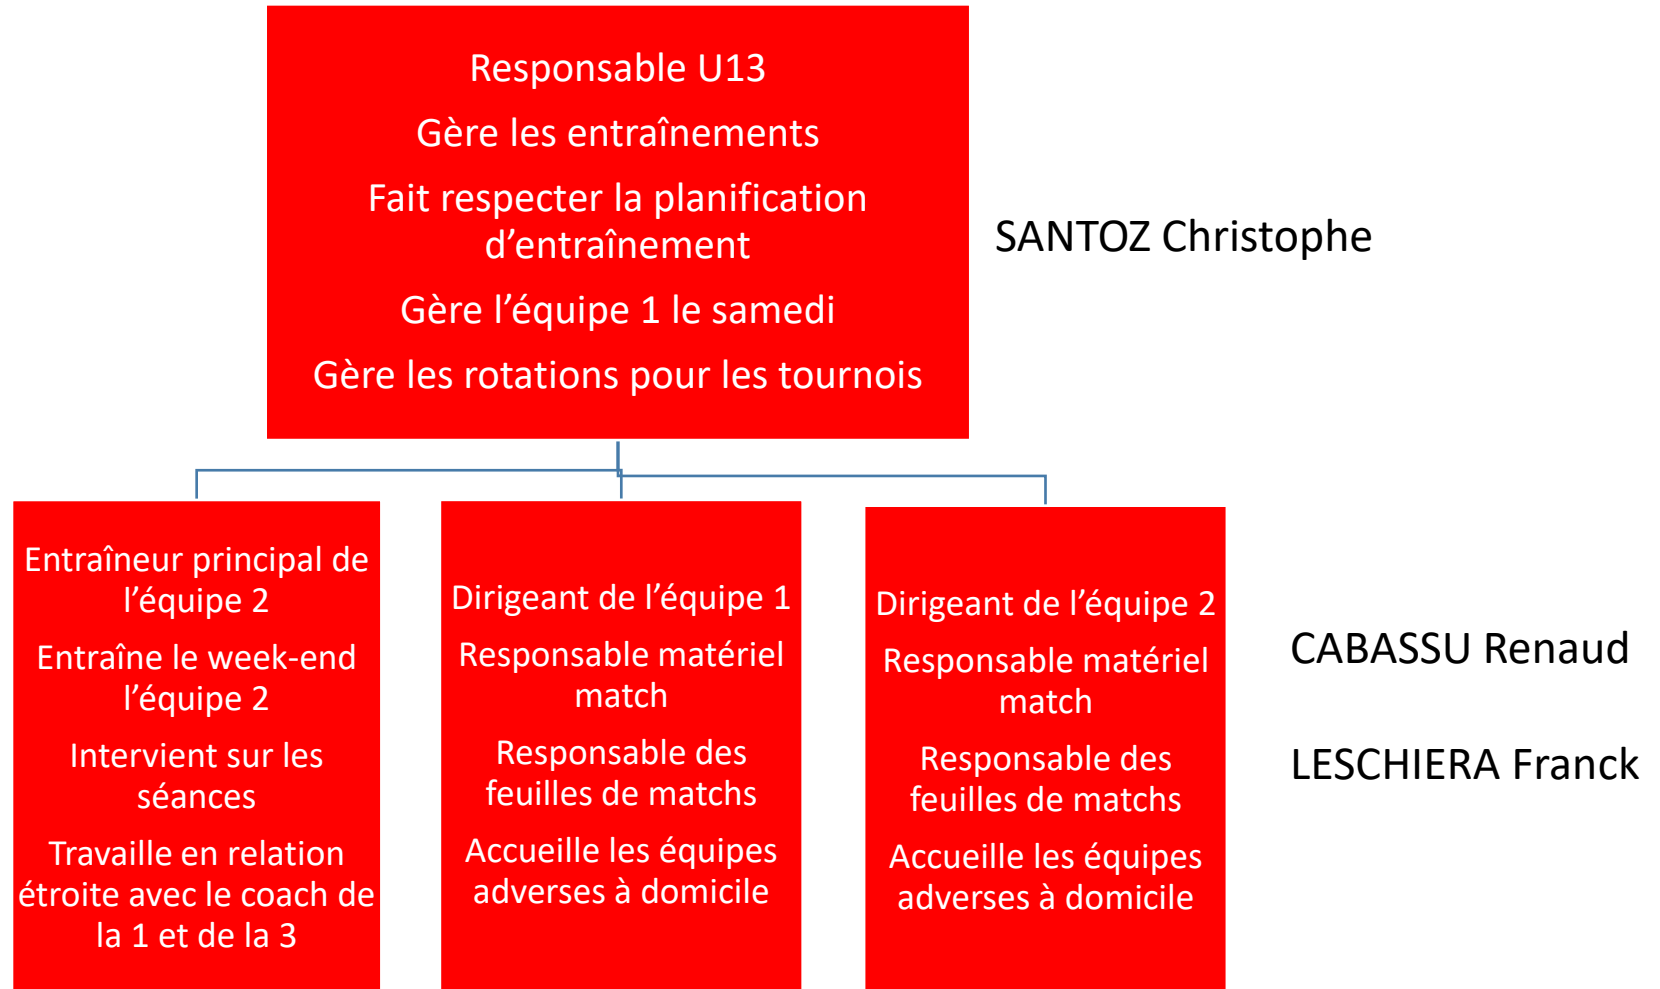 Responsable U13
Gère les entraînements
Fait respecter la planification
d’entraînement
Gère l’équipe 1 le samedi
Gère les rotations pour les tournois
SANTOZ Christophe
Entraîneur principal de
l’équipe 2
Entraîne le week-end
l’équipe 2
Intervient sur les
séances
Travaille en relation
étroite avec le coach de
la 1 et de la 3
Dirigeant de l’équipe 1
Responsable matériel
match
Responsable des
feuilles de matchs
Accueille les équipes
adverses à domicile
Dirigeant de l’équipe 2
Responsable matériel
match
Responsable des
feuilles de matchs
Accueille les équipes
adverses à domicile
CABASSU Renaud
LESCHIERA Franck